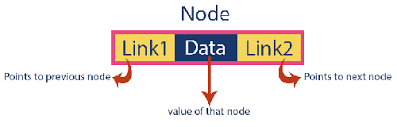 Node
Link1 Data Link2
Points to previous node
Points to next node
value of that node